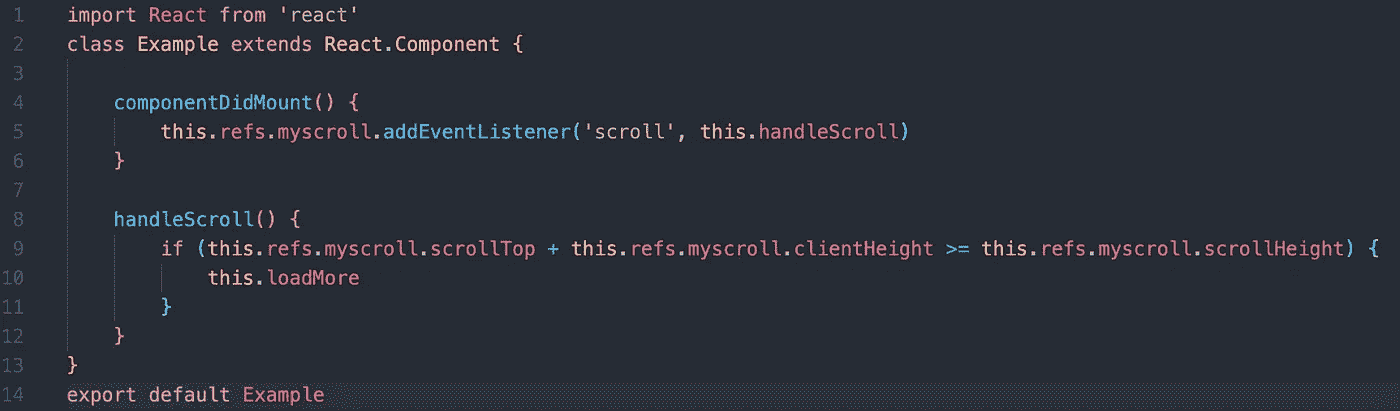 1 import React from 'react'
2 class Example extends React.Component {
3
4 componentDidMount() {
5 this.refs.myscroll.addEventListener('scroll', this.handleScroll)
6 }
7
8 handleScroll() {
9 if (this.refs.myscroll.scrollTop + this.refs.myscroll.clientHeight >= this.refs.myscroll.scrollHeight) {
10 this.loadMore
11 }
12 }
13 }
14 export default Example